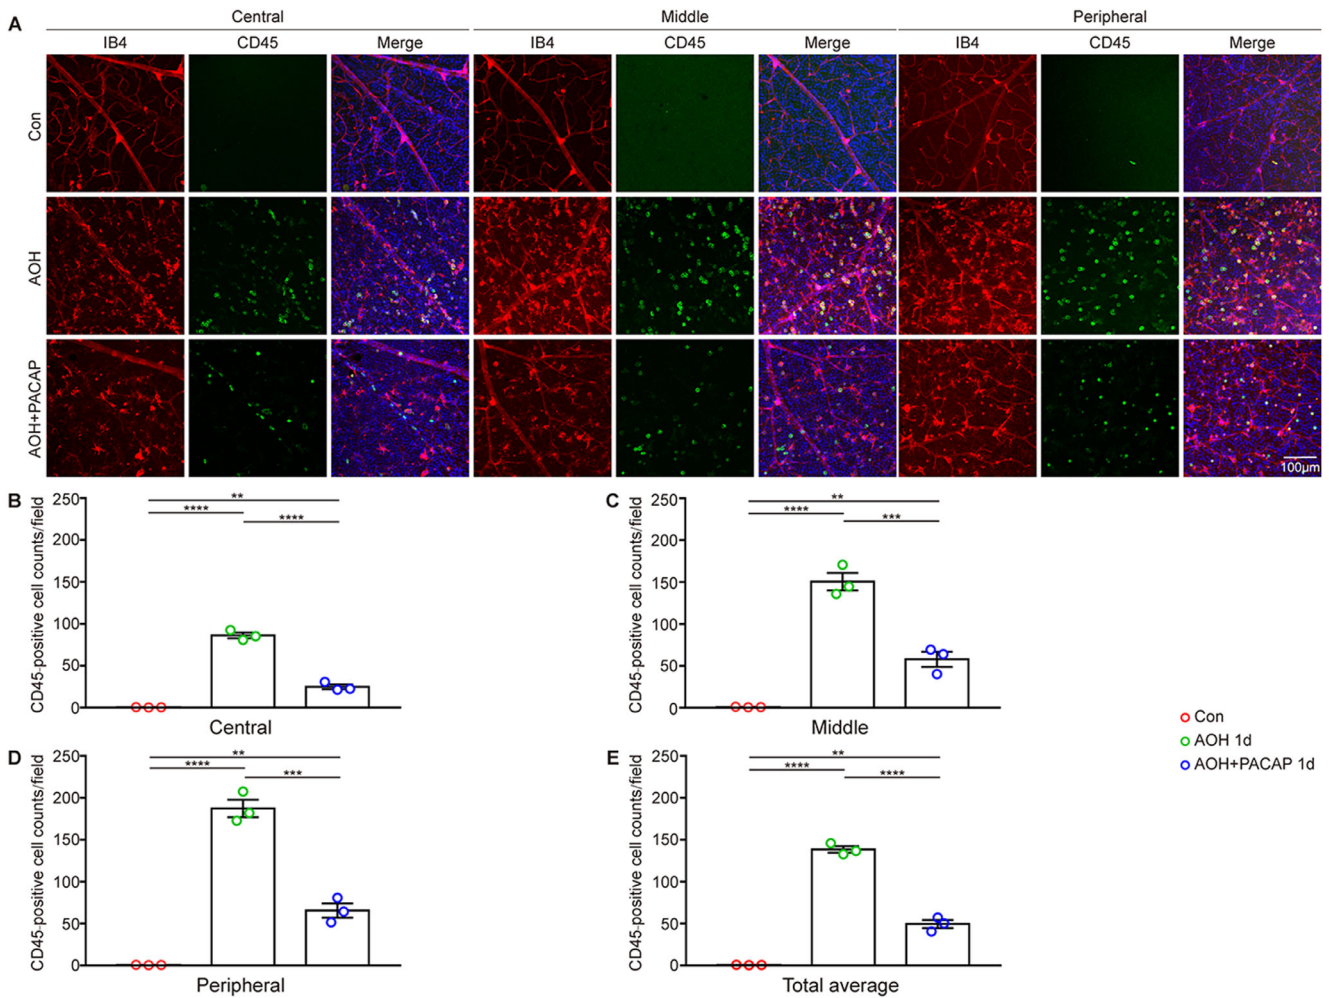 A
Central
Middle
Peripheral
IB4
CD45
Merge
IB4
CD45
Merge
IB4
CD45
Merge
Con
AOH
AOH+PACAP
100μm
B
CD45-positive cell counts/field
250
200
150
100
50
0
**
****
****
Central
C
CD45-positive cell counts/field
250
200
150
100
50
0
**
****
***
Middle
Con
AOH 1d
AOH+PACAP 1d
D
CD45-positive cell counts/field
250
200
150
100
50
0
**
****
***
Peripheral
E
CD45-positive cell counts/field
250
200
150
100
50
0
**
****
****
Total average